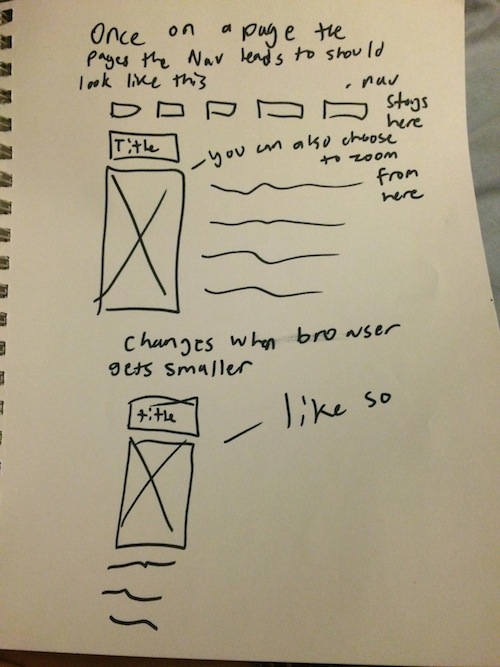 Once on a page the
pages the Nav leads to should
look like this
nav
stays
here
Title
you can also choose
to zoom
from
here
Changes when browser
gets smaller
title
like so